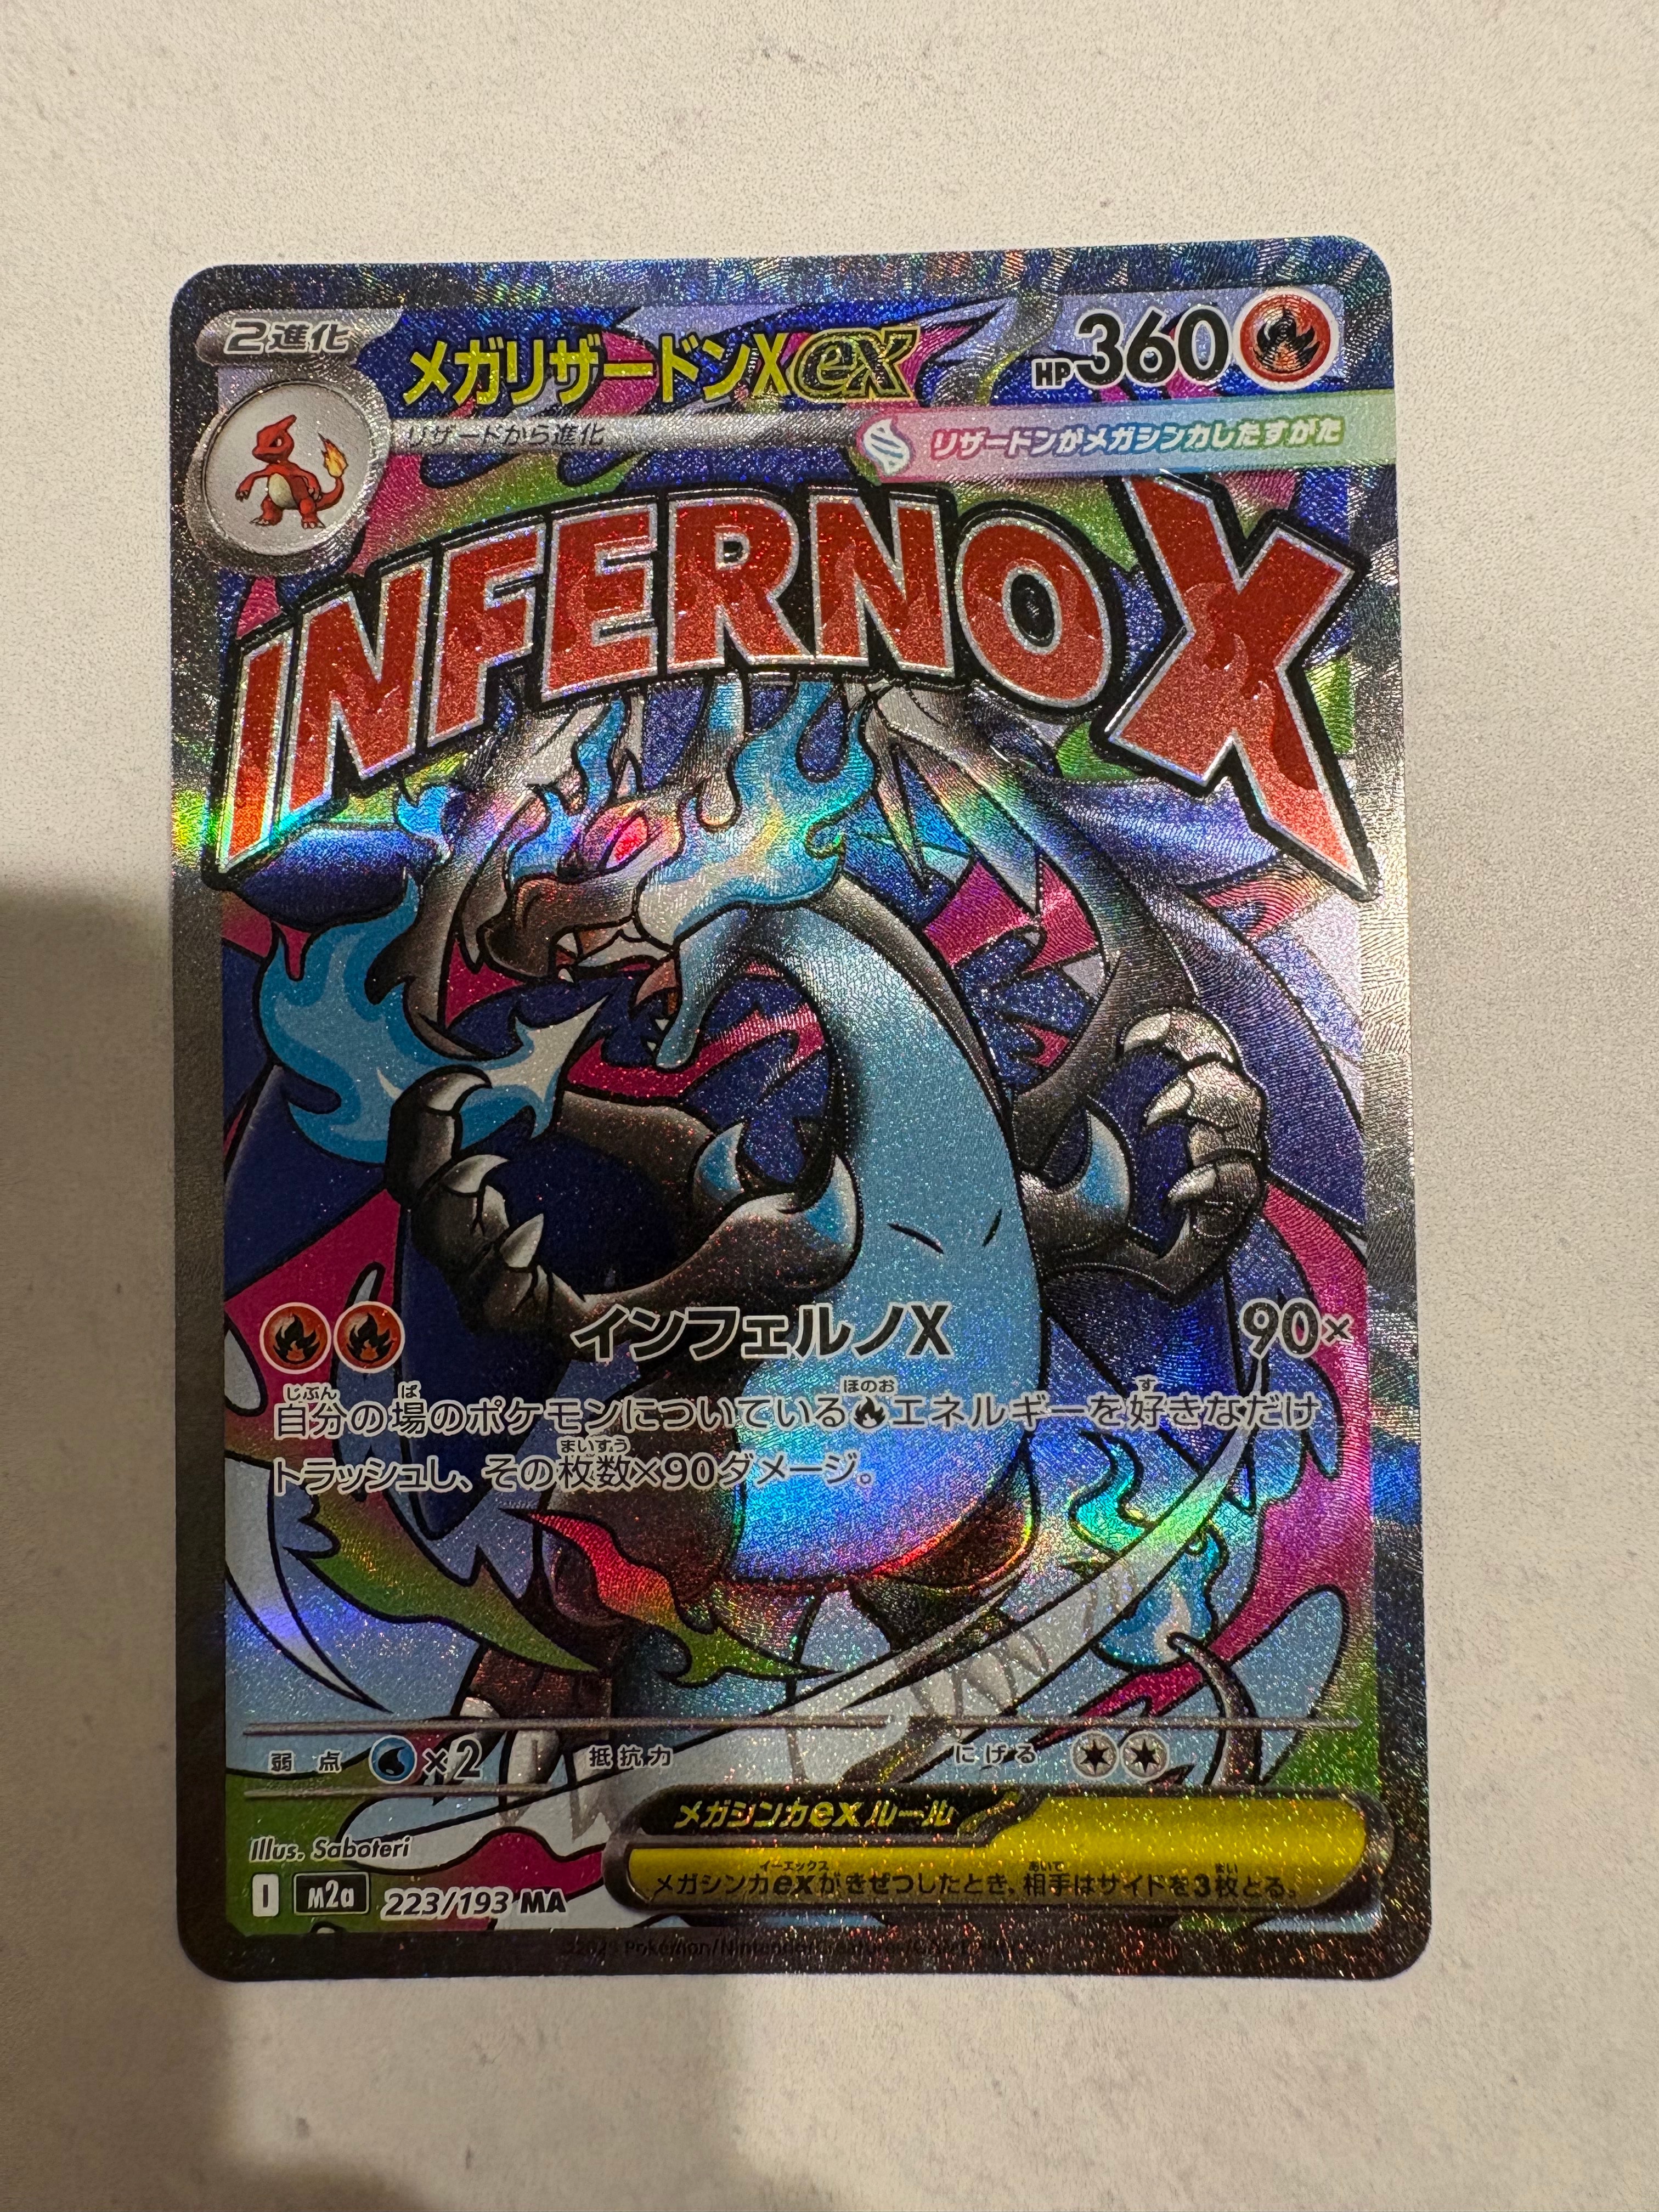 2進化
メガリザードンXex
HP360
リザードから進化
リザードンがメガシンカしたすがた
INFERNOX
インフェルノX 90×
自分の場のポケモンについているエネルギーを好きなだけ
トラッシュし、その枚数×90ダメージ。
弱点 ×2 抵抗力 にげる
メガシンカexルール
メガシンカexがきぜつしたとき、相手はサイドを3枚とる。
Illus. Saboteri
I m2a 223/193 MA
Pokémon/Nintendo/Creatures/GAME FREAK